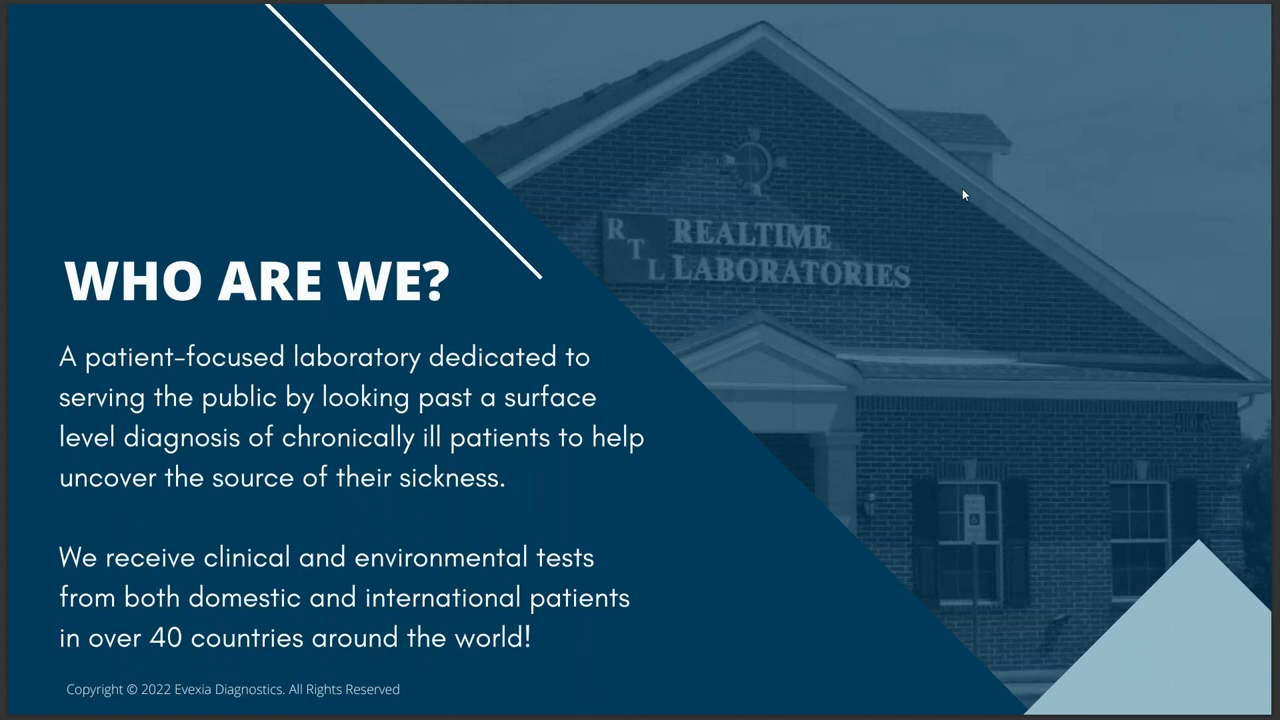 WHO ARE WE?
A patient-focused laboratory dedicated to
serving the public by looking past a surface
level diagnosis of chronically ill patients to help
uncover the source of their sickness.
We receive clinical and environmental tests
from both domestic and international patients
in over 40 countries around the world!
Copyright © 2022 Evexia Diagnostics. All Rights Reserved
RTL
REALTIME
LABORATORIES